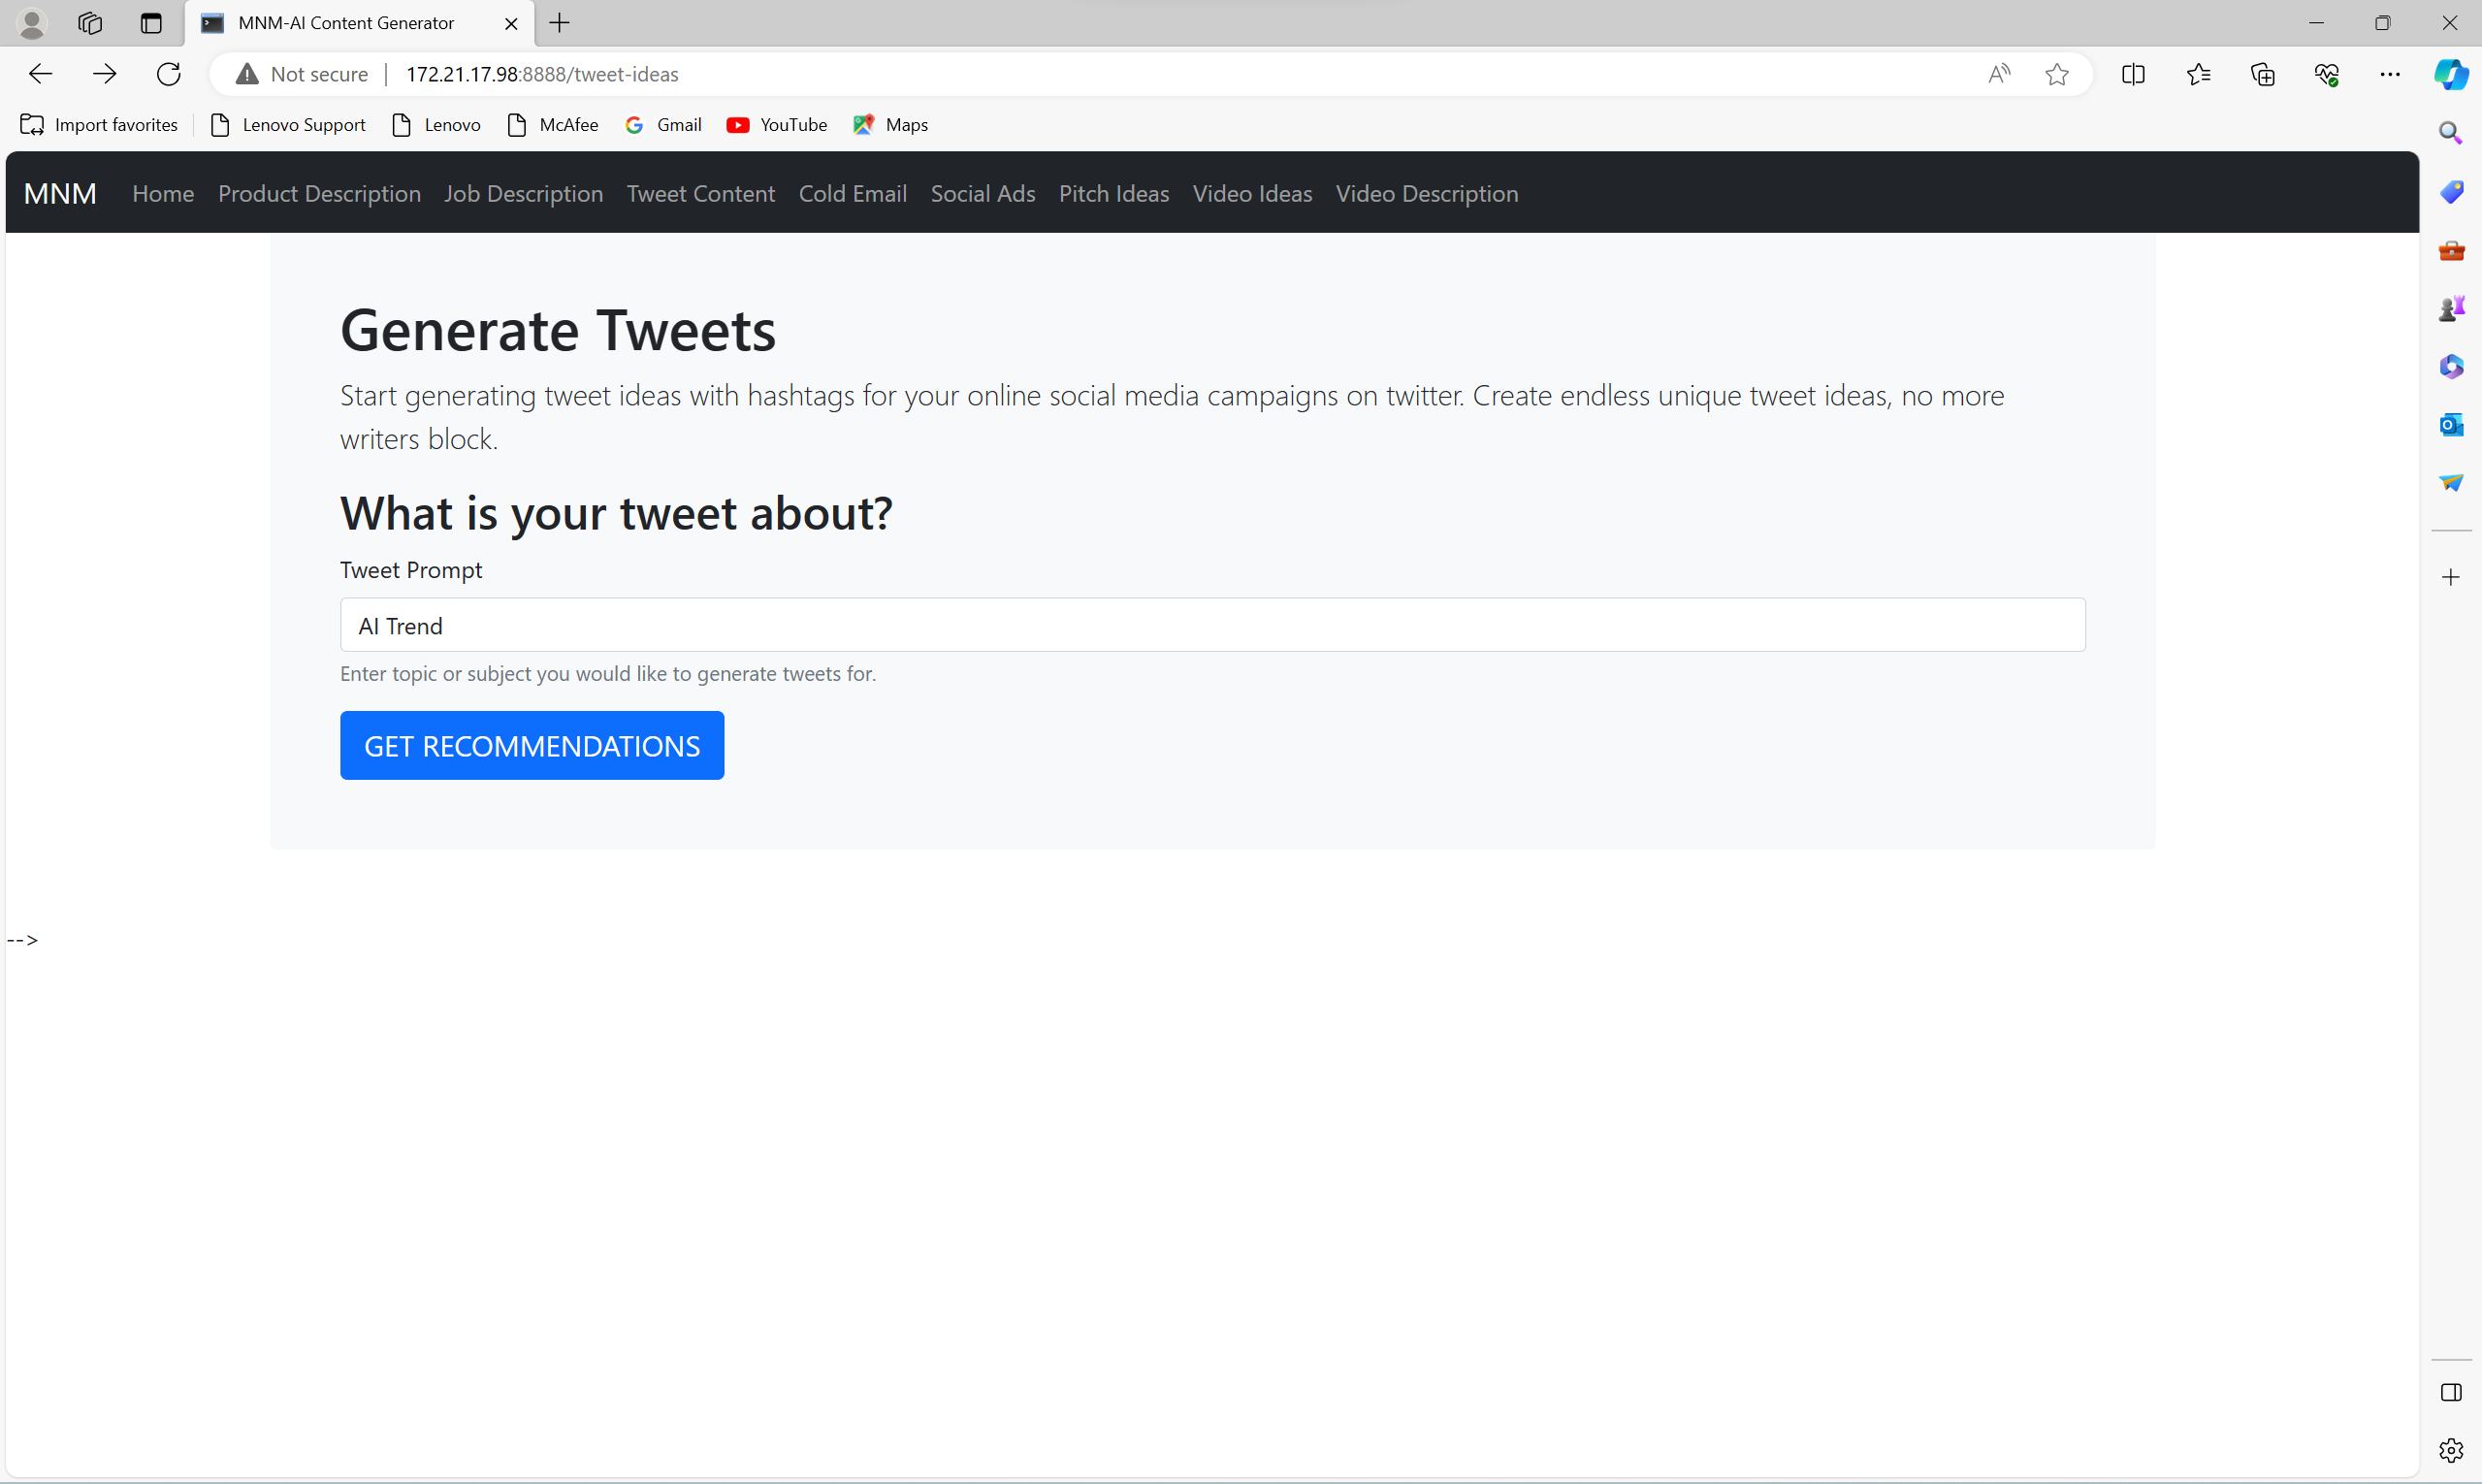 MNM-AI Content Generator
Not secure
172.21.17.98:8888/tweet-ideas
Import favorites
Lenovo Support
Lenovo
McAfee
Gmail
YouTube
Maps
MNM Home Product Description Job Description Tweet Content Cold Email Social Ads Pitch Ideas Video Ideas Video Description
Generate Tweets
Start generating tweet ideas with hashtags for your online social media campaigns on twitter. Create endless unique tweet ideas, no more
writers block.
What is your tweet about?
Tweet Prompt
AI Trend
Enter topic or subject you would like to generate tweets for.
GET RECOMMENDATIONS
-->